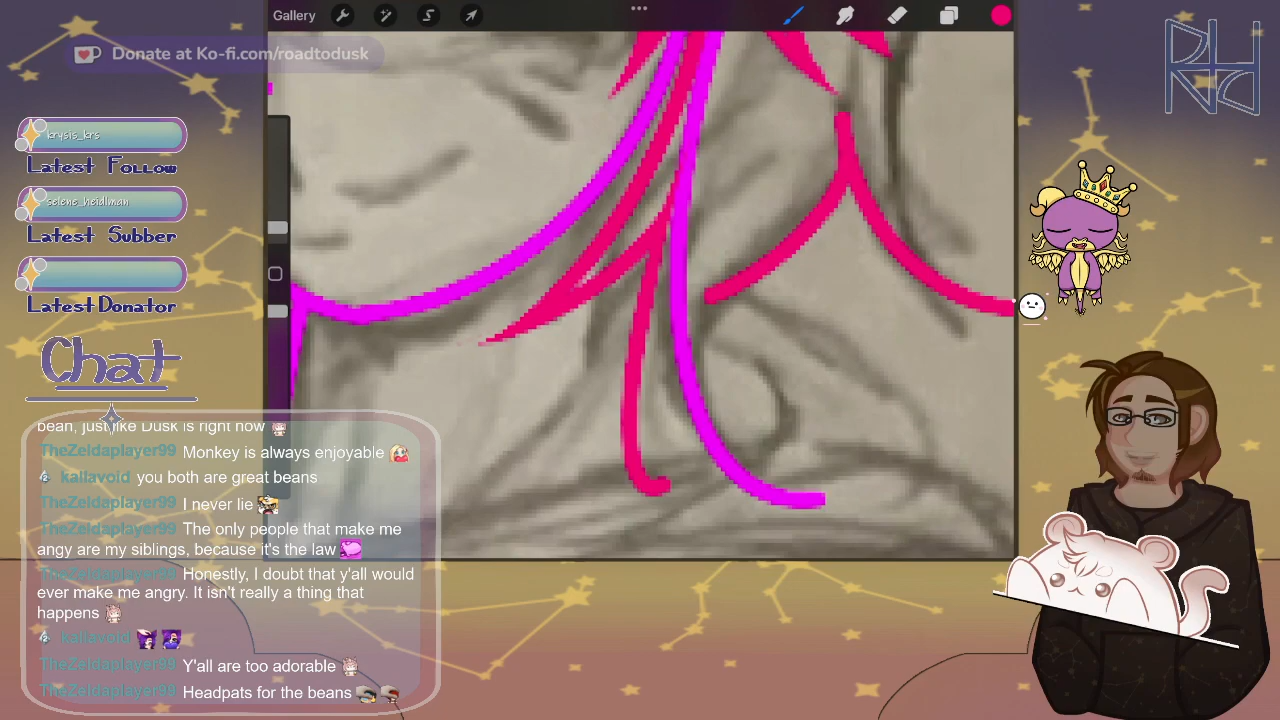 Gallery
Donate at Ko-fi.com/roadtodusk
krysis_krs
Latest Follow
selene_heidlman
Latest Subber
Latest Donator
Chat
bean, just like Dusk is right now
TheZeldaplayer99 Monkey is always enjoyable
kallavoid you both are great beans
TheZeldaplayer99 I never lie
TheZeldaplayer99 The only people that make me
angy are my siblings, because it's the law
TheZeldaplayer99 Honestly, I doubt that y'all would
ever make me angry. It isn't really a thing that
happens
kallavoid
TheZeldaplayer99 Y'all are too adorable
TheZeldaplayer99 Headpats for the beans